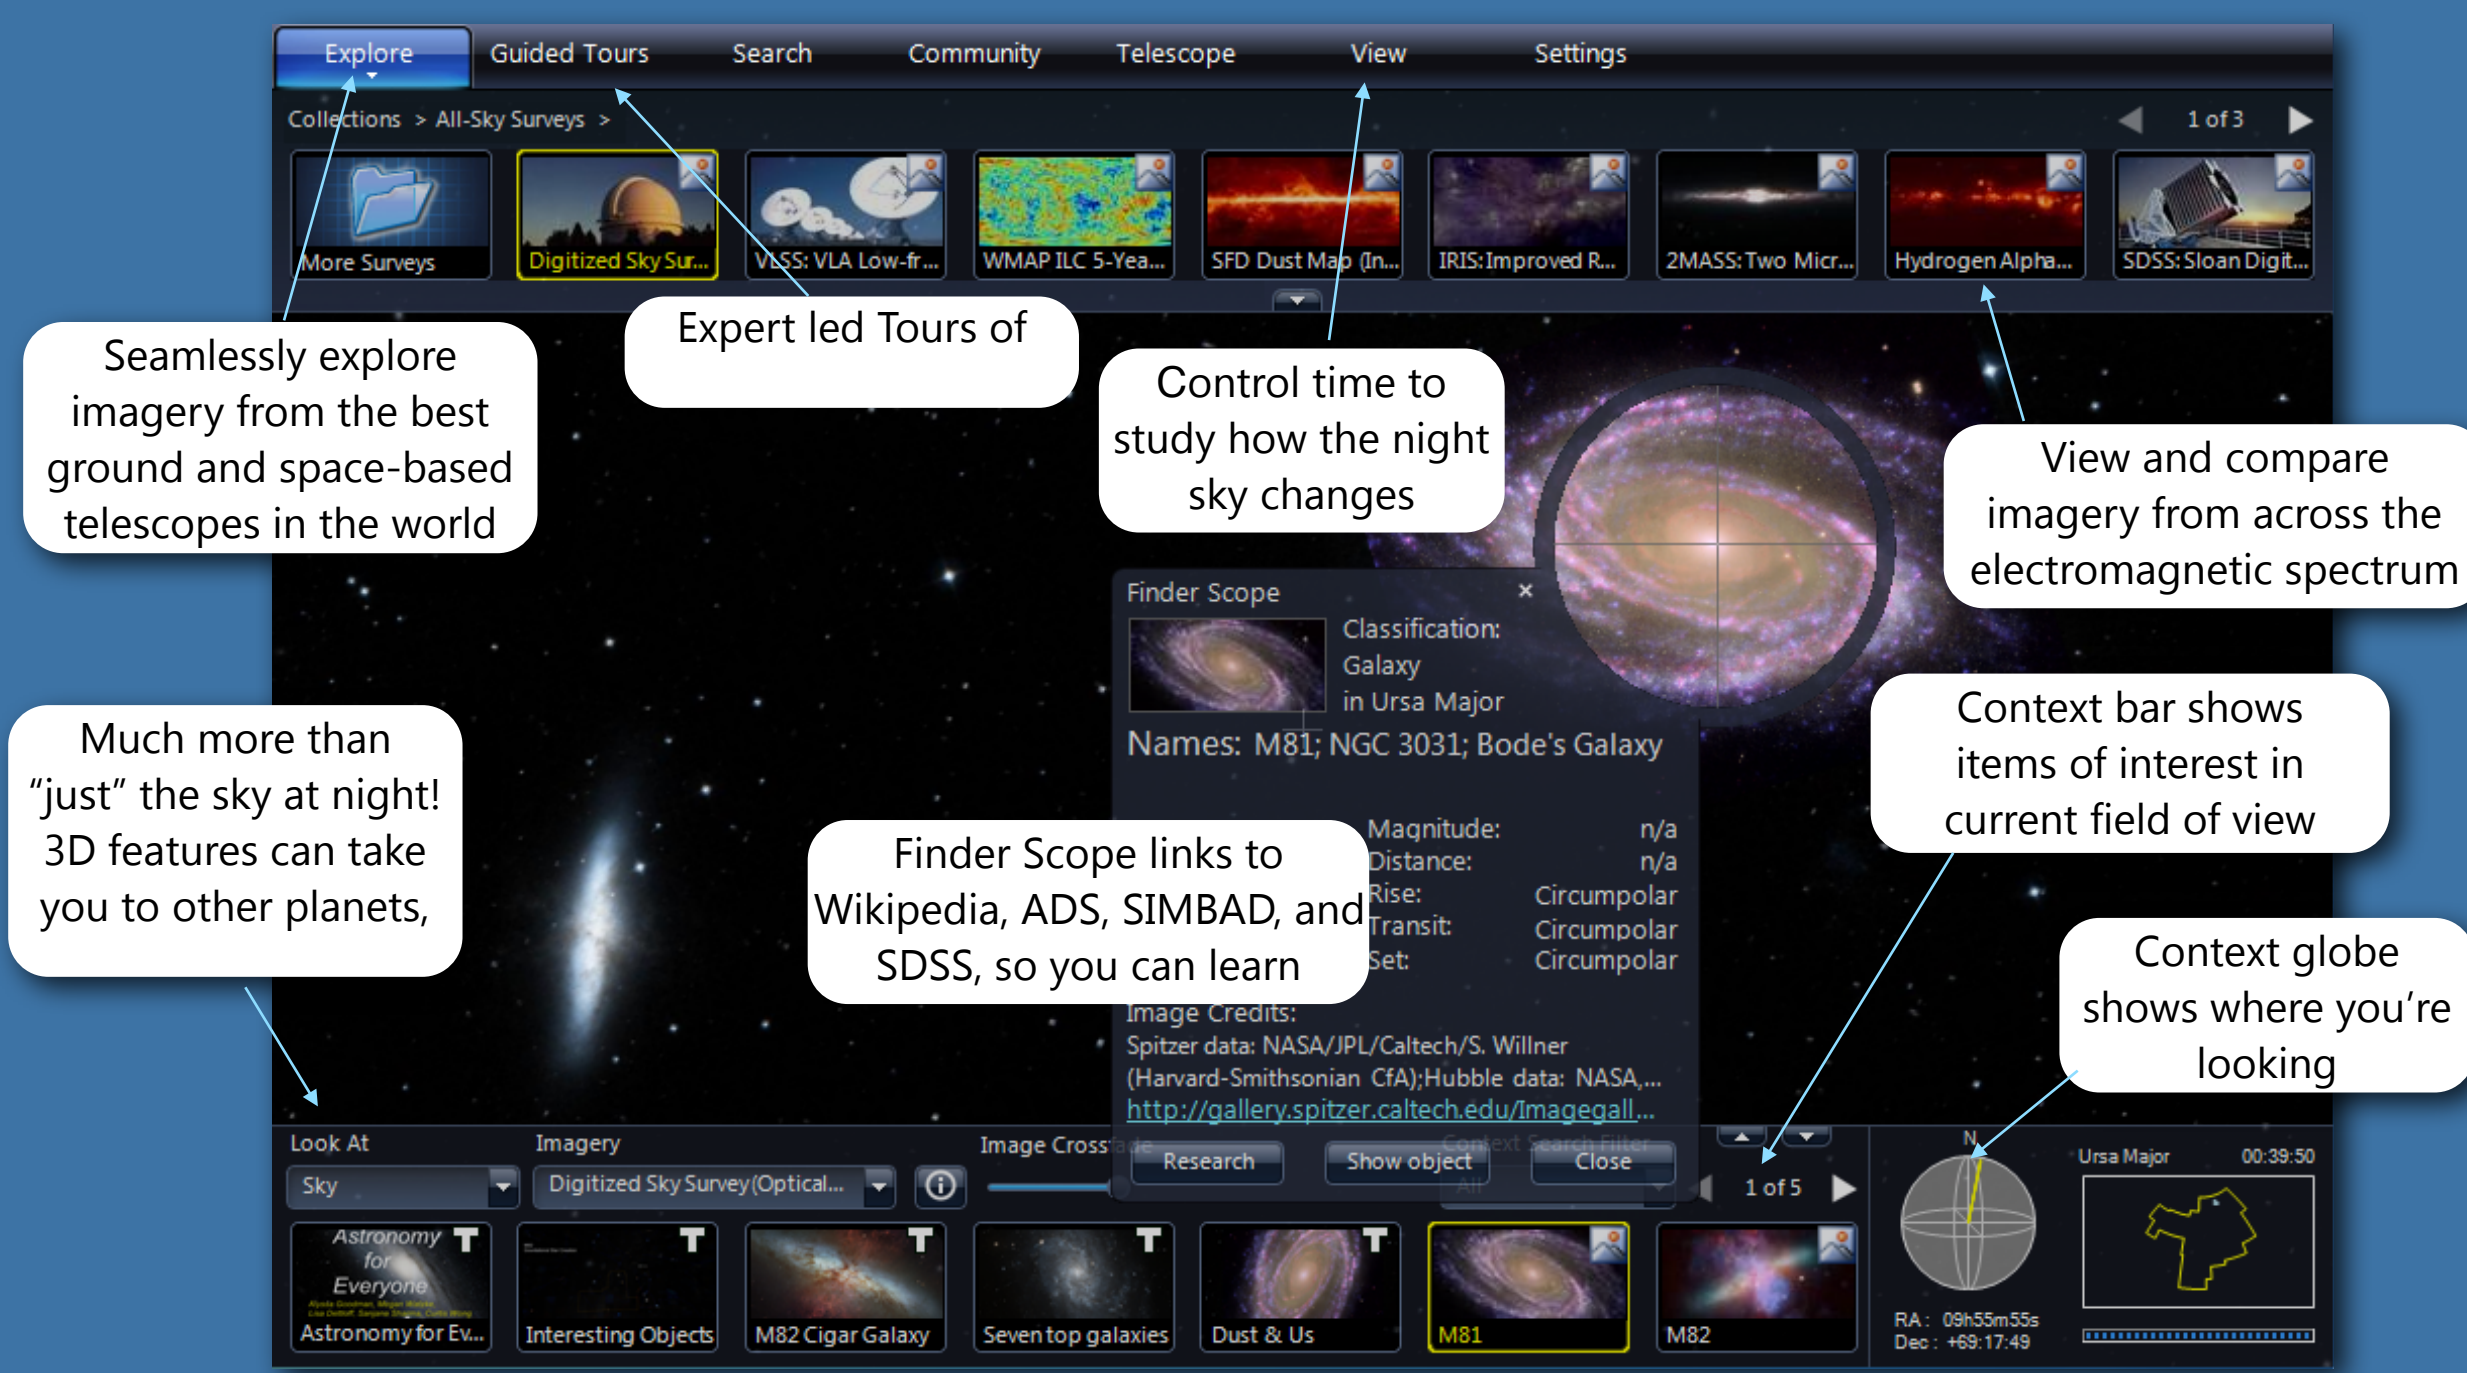 Explore Guided Tours Search Community Telescope View Settings
Collections > All-Sky Surveys >
1 of 3
More Surveys
Digitized Sky Sur...
VLSS: VLA Low-fr...
WMAP ILC 5-Yea...
SFD Dust Map (In...
IRIS: Improved R...
2MASS: Two Micr...
Hydrogen Alpha...
SDSS: Sloan Digit...
Seamlessly explore
imagery from the best
ground and space-based
telescopes in the world
Expert led Tours of
Control time to
study how the night
sky changes
View and compare
imagery from across the
electromagnetic spectrum
Finder Scope
Classification:
Galaxy
in Ursa Major
Names: M81; NGC 3031; Bode's Galaxy
Magnitude: n/a
Distance: n/a
Rise: Circumpolar
Transit: Circumpolar
Set: Circumpolar
Image Credits:
Spitzer data: NASA/JPL/Caltech/S. Willner
(Harvard-Smithsonian CfA);Hubble data: NASA,...
http://gallery.spitzer.caltech.edu/Imagegall...
Research Show object Close
Much more than
“just” the sky at night!
3D features can take
you to other planets,
Finder Scope links to
Wikipedia, ADS, SIMBAD, and
SDSS, so you can learn
Context bar shows
items of interest in
current field of view
Context globe
shows where you’re
looking
Look At
Sky
Imagery
Digitized Sky Survey (Optical...
Image Crossfade
Context Search Filter
All
1 of 5
N
Ursa Major 00:39:50
RA : 09h55m55s
Dec : +69:17:49
Astronomy
for
Everyone
Astronomy for Ev...
Interesting Objects
M82 Cigar Galaxy
Seven top galaxies
Dust & Us
M81
M82